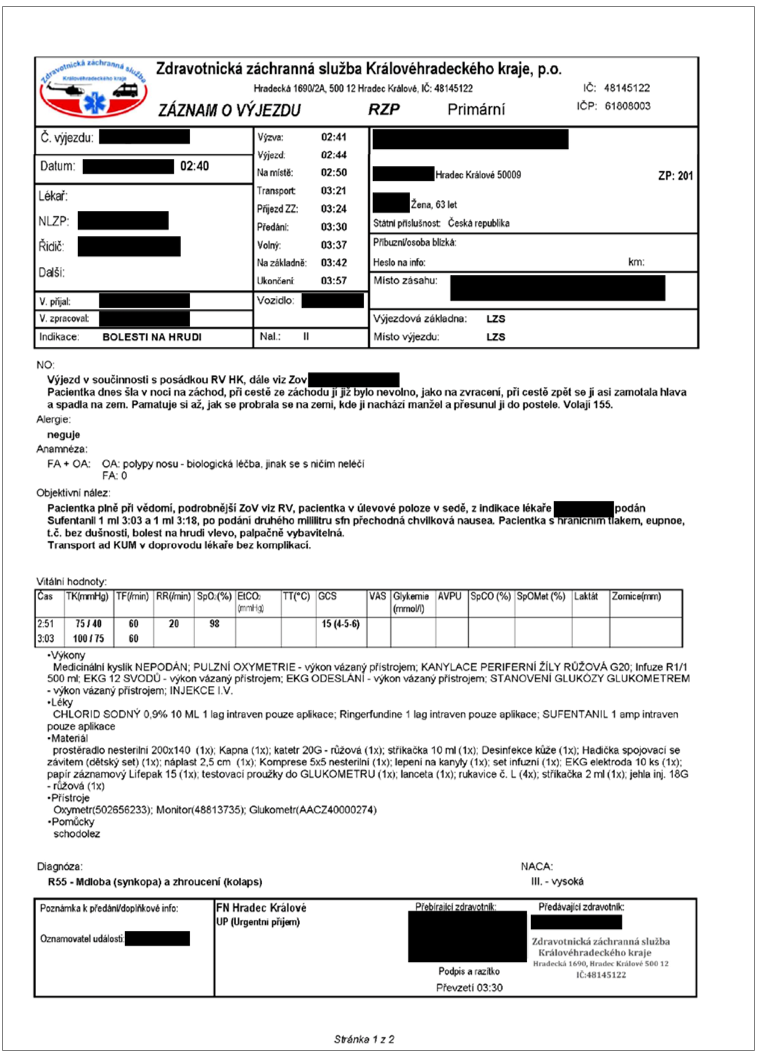 Zdravotnická záchranná služba
Královéhradeckého kraje
Zdravotnická záchranná služba Královéhradeckého kraje, p.o.
Hradecká 1690/2A, 500 12 Hradec Králové, IČ: 48145122
IČ: 48145122
IČP: 61808003
ZÁZNAM O VÝJEZDU RZP Primární
Č. výjezdu:
Datum: 02:40
Lékař:
NLZP:
Řidič:
Další:
V. přijal:
V. zpracoval:
Indikace: BOLESTI NA HRUDI
Výzva: 02:41
Výjezd: 02:44
Na místě: 02:50
Transport: 03:21
Příjezd ZZ: 03:24
Předání: 03:30
Volný: 03:37
Na základně: 03:42
Ukončení: 03:57
Vozidlo:
Nal.: II
Hradec Králové 50009 ZP: 201
Žena, 63 let
Státní příslušnost: Česká republika
Příbuzní/osoba blízká:
Heslo na info: km:
Místo zásahu:
Výjezdová základna: LZS
Místo výjezdu: LZS
NO:
Výjezd v součinnosti s posádkou RV HK, dále viz Zov
Pacientka dnes šla v noci na záchod, při cestě ze záchodu jí již bylo nevolno, jako na zvracení, při cestě zpět se jí asi zamotala hlava
a spadla na zem. Pamatuje si až, jak se probrala se na zemi, kde ji nachází manžel a přesunul ji do postele. Volají 155.
Alergie:
neguje
Anamnéza:
FA + OA: OA: polypy nosu - biologická léčba, jinak se s ničím neléčí
FA: 0
Objektivní nález:
Pacientka plně při vědomí, podrobnější ZoV viz RV, pacientka v úlevové poloze v sedě, z indikace lékaře podán
Sufentanil 1 ml 3:03 a 1 ml 3:18, po podání druhého mililitru sfn přechodná chvilková nausea. Pacientka s hraničním tlakem, eupnoe,
t.č. bez dušnosti, bolest na hrudi vlevo, palpačně vybavitelná.
Transport ad KUM v doprovodu lékaře bez komplikací.
Vitální hodnoty:
Čas TK(mmHg) TF(/min) RR(/min) SpO₂(%) EtCO₂ (mmHg) TT(°C) GCS VAS Glykemie (mmol/l) AVPU SpCO (%) SpOMet (%) Laktát Zornice(mm)
2:51 75 / 40 60 20 98 15 (4-5-6)
3:03 100 / 75 60
•Výkony
Medicinální kyslík NEPODÁN; PULZNÍ OXYMETRIE - výkon vázaný přístrojem; KANYLACE PERIFERNÍ ŽÍLY RŮŽOVÁ G20; Infuze R1/1
500 ml; EKG 12 SVODŮ - výkon vázaný přístrojem; EKG ODESLÁNÍ - výkon vázaný přístrojem; STANOVENÍ GLUKÓZY GLUKOMETREM
- výkon vázaný přístrojem; INJEKCE I.V.
•Léky
CHLORID SODNÝ 0,9% 10 ML 1 lag intraven pouze aplikace; Ringerfundine 1 lag intraven pouze aplikace; SUFENTANIL 1 amp intraven
pouze aplikace
•Materiál
prostěradlo nesterilní 200x140 (1x); Kapna (1x); katetr 20G - růžová (1x); stříkačka 10 ml (1x); Desinfekce kůže (1x); Hadička spojovací se
závitem (dětský set) (1x); náplast 2,5 cm (1x); Komprese 5x5 nesterilní (1x); lepení na kanyly (1x); set infuzní (1x); EKG elektroda 10 ks (1x);
papír záznamový Lifepak 15 (1x); testovací proužky do GLUKOMETRU (1x); lanceta (1x); rukavice č. L (4x); stříkačka 2 ml (1x); jehla inj. 18G
- růžová (1x)
•Přístroje
Oxymetr(502656233); Monitor(48813735); Glukometr(AACZ40000274)
•Pomůcky
schodolez
Diagnóza:
R55 - Mdloba (synkopa) a zhroucení (kolaps)
NACA:
III. - vysoká
Poznámka k předání/doplňkové info:
Oznamovatel události:
FN Hradec Králové
UP (Urgentní příjem)
Přebírající zdravotník:
Podpis a razítko
Převzetí 03:30
Předávající zdravotník:
Zdravotnická záchranná služba
Královéhradeckého kraje
Hradecká 1690, Hradec Králové 500 12
IČ:48145122
Stránka 1 z 2